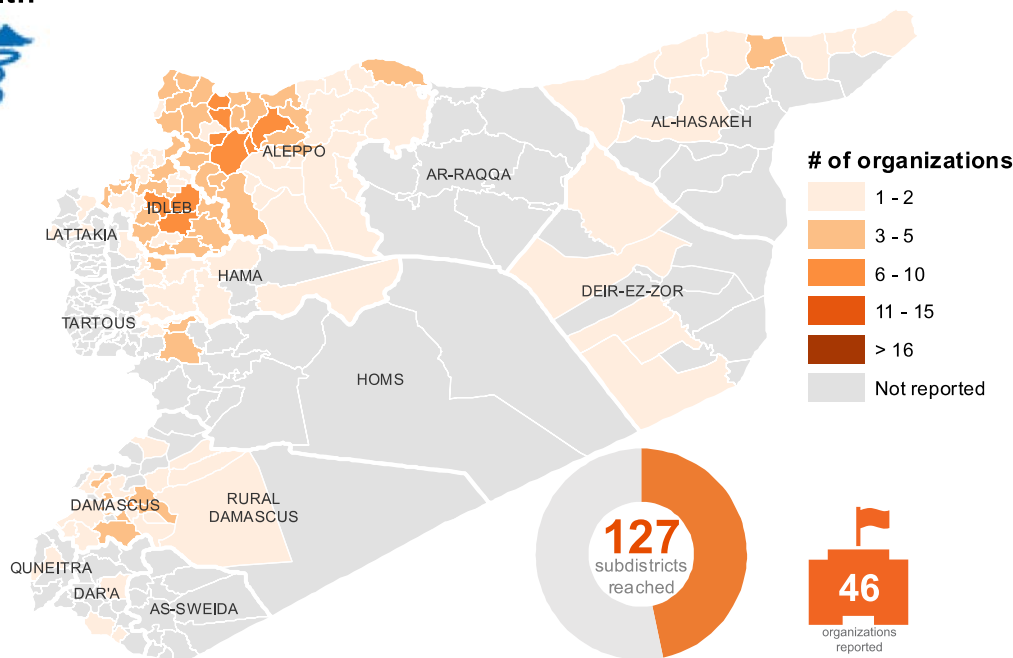 AL-HASAKEH
ALEPPO
AR-RAQQA
IDLEB
LATTAKIA
HAMA
DEIR-EZ-ZOR
TARTOUS
HOMS
DAMASCUS
RURAL
DAMASCUS
QUNEITRA
DAR'A
AS-SWEIDA
# of organizations
1 - 2
3 - 5
6 - 10
11 - 15
> 16
Not reported
127
subdistricts
reached
46
organizations
reported